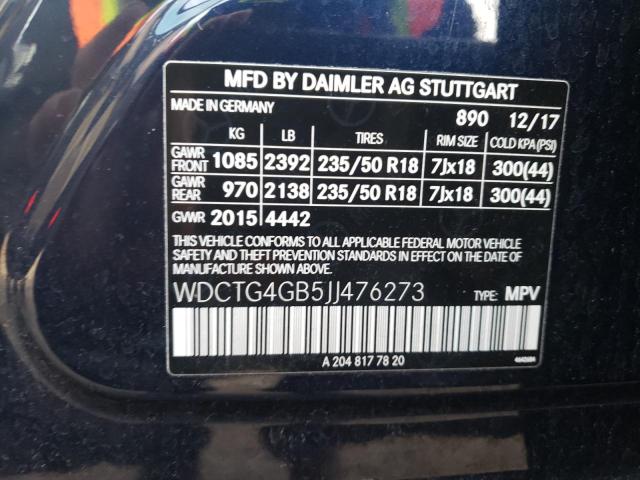 MFD BY DAIMLER AG STUTTGART
MADE IN GERMANY 890 12/17
KG LB TIRES RIM SIZE COLD KPA (PSI)
GAWR FRONT 1085 2392 235/50 R18 7Jx18 300(44)
GAWR REAR 970 2138 235/50 R18 7Jx18 300(44)
GVWR 2015 4442
THIS VEHICLE CONFORMS TO ALL APPLICABLE FEDERAL MOTOR VEHICLE
SAFETY AND THEFT PREVENTION STANDARDS IN EFFECT ON THE
DATE OF MANUFACTURE SHOWN ABOVE.
WDCTG4GB5JJ476273 TYPE: MPV
A 204 817 78 20